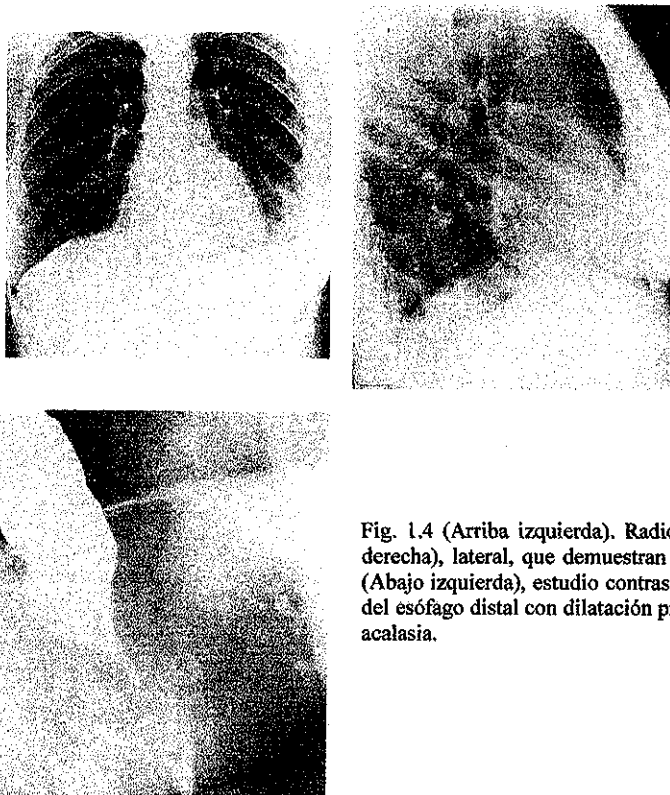 Fig. 1.4 (Arriba izquierda).
derecha), lateral, que demuestran
(Abajo izquierda), estudio contras
del esófago distal con dilatación
acalasia.